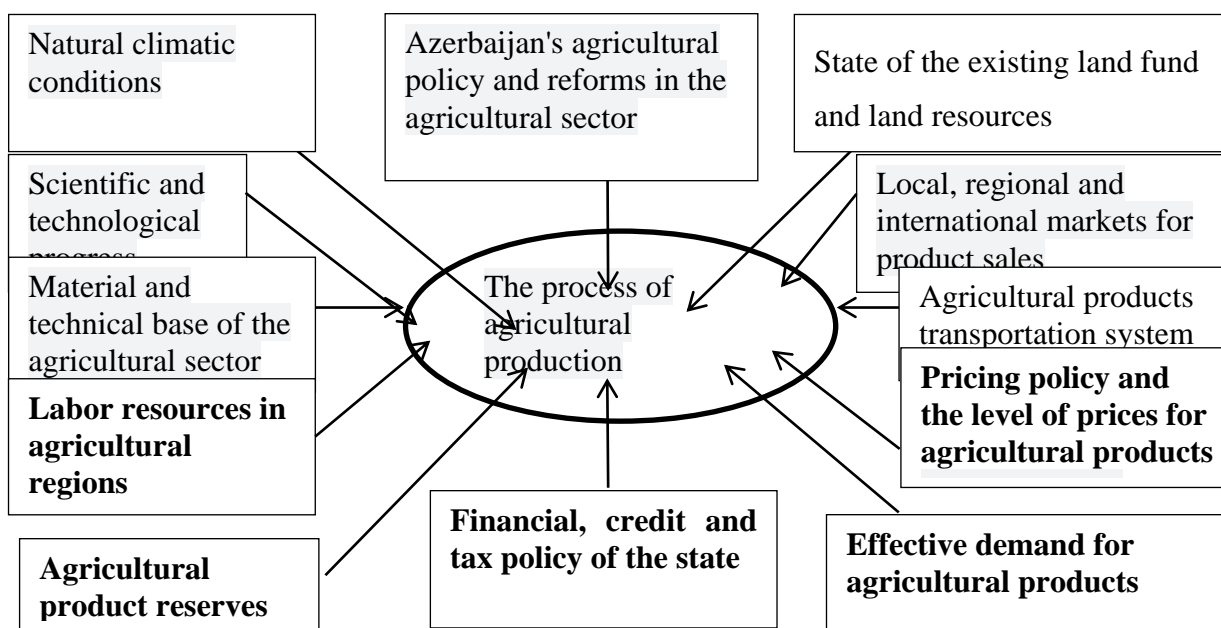 Natural climatic
conditions
Azerbaijan's agricultural
policy and reforms in the
agricultural sector
State of the existing land fund
and land resources
Scientific and
technological
progress
Local, regional and
international markets for
product sales
Material and
technical base of the
agricultural sector
The process of
agricultural
production
Agricultural products
transportation system
Labor resources in
agricultural
regions
Pricing policy and
the level of prices for
agricultural products
Agricultural
product reserves
Financial, credit and
tax policy of the state
Effective demand for
agricultural products